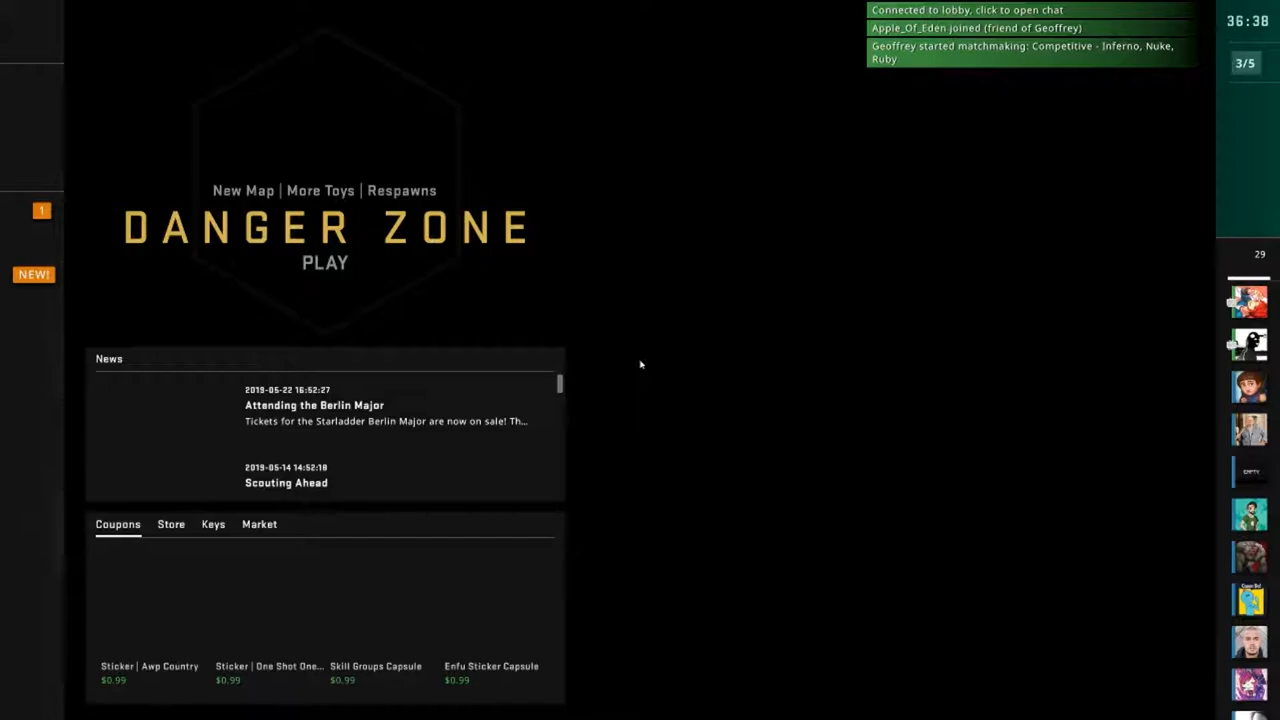 Connected to lobby, click to open chat
Apple_Of_Eden joined (friend of Geoffrey)
Geoffrey started matchmaking: Competitive - Inferno, Nuke,
Ruby
36:38
3/5
New Map | More Toys | Respawns
DANGER ZONE
PLAY
1
NEW!
29
News
2019-05-22 16:52:27
Attending the Berlin Major
Tickets for the Starladder Berlin Major are now on sale! Th...
2019-05-14 14:52:18
Scouting Ahead
EMPTY
Coupons Store Keys Market
Sticker | Awp Country Sticker | One Shot One... Skill Groups Capsule Enfu Sticker Capsule
$0.99 $0.99 $0.99 $0.99